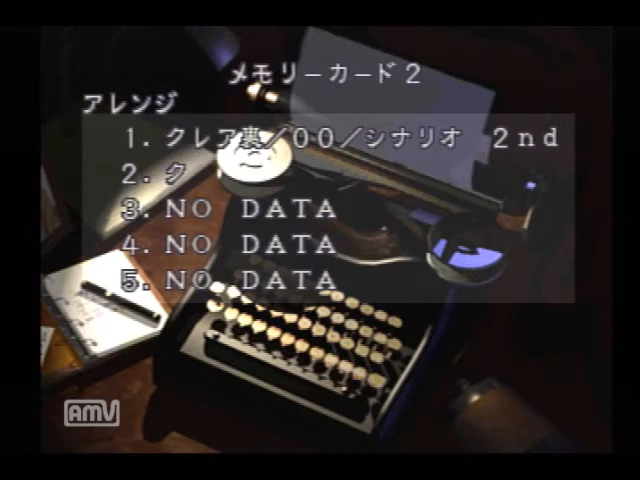 メモリーカード2
アレンジ
1. クレア裏/00/シナリオ 2nd
2. ク
3. NO DATA
4. NO DATA
5. NO DATA
AMV